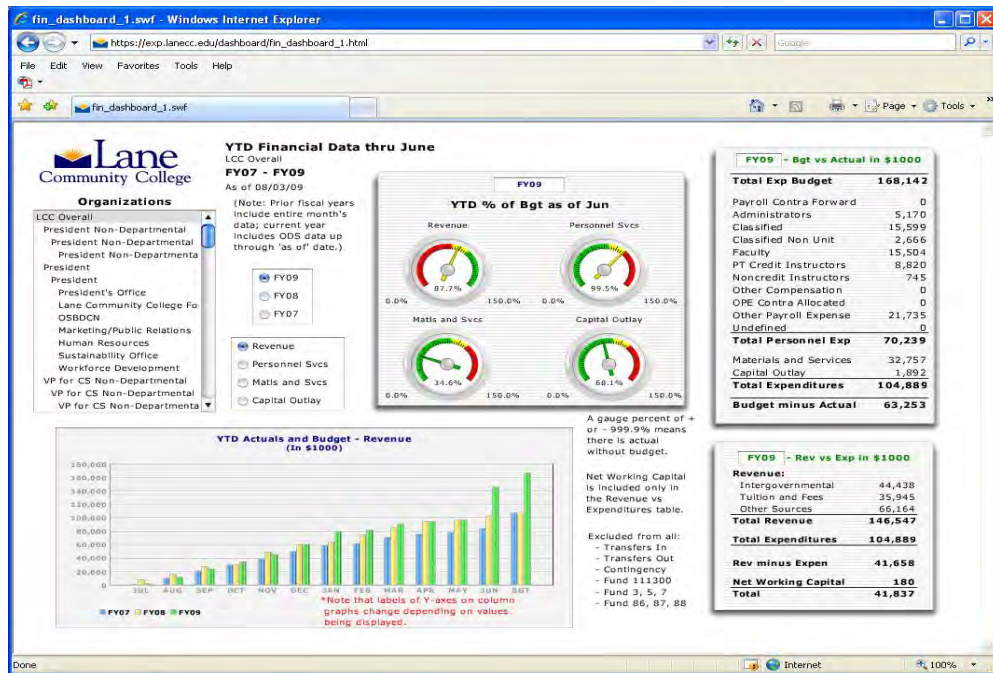 fin_dashboard_1.swf - Windows Internet Explorer
https://exp.lanecc.edu/dashboard/fin_dashboard_1.html
Google
File Edit View Favorites Tools Help
fin_dashboard_1.swf
Page Tools
Lane
Community College
Organizations
LCC Overall
President Non-Departmental
President Non-Departmental
President Non-Departmenta
President
President
President's Office
Lane Community College Fo
OSBDCN
Marketing/Public Relations
Human Resources
Sustainability Office
Workforce Development
VP for CS Non-Departmental
VP for CS Non-Departmental
VP for CS Non-Departmenta
YTD Financial Data thru June
LCC Overall
FY07 - FY09
As of 08/03/09
(Note: Prior fiscal years
include entire month's
data; current year
includes ODS data up
through 'as of' date.)
FY09
FY08
FY07
Revenue
Personnel Svcs
Matls and Svcs
Capital Outlay
FY09
YTD % of Bgt as of Jun
Revenue Personnel Svcs
87.7% 99.5%
0.0% 150.0% 0.0% 150.0%
Matls and Svcs Capital Outlay
34.6% 68.1%
0.0% 150.0% 0.0% 150.0%
A gauge percent of +
or - 999.9% means
there is actual
without budget.
Net Working Capital
is included only in
the Revenue vs
Expenditures table.
Excluded from all:
- Transfers In
- Transfers Out
- Contingency
- Fund 111300
- Fund 3, 5, 7
- Fund 86, 87, 88
FY09 - Bgt vs Actual in $1000
Total Exp Budget 168,142
Payroll Contra Forward 0
Administrators 5,170
Classified 15,599
Classified Non Unit 2,666
Faculty 15,504
PT Credit Instructors 8,820
Noncredit Instructors 745
Other Compensation 0
OPE Contra Allocated 0
Other Payroll Expense 21,735
Undefined 0
Total Personnel Exp 70,239
Materials and Services 32,757
Capital Outlay 1,892
Total Expenditures 104,889
Budget minus Actual 63,253
FY09 - Rev vs Exp in $1000
Revenue:
Intergovernmental 44,438
Tuition and Fees 35,945
Other Sources 66,164
Total Revenue 146,547
Total Expenditures 104,889
Rev minus Expen 41,658
Net Working Capital 180
Total 41,837
YTD Actuals and Budget - Revenue
(In $1000)
180,000
160,000
140,000
120,000
100,000
80,000
60,000
40,000
20,000
0
JUL AUG SEP OCT NOV DEC JAN FEB MAR APR MAY JUN BGT
FY07 FY08 FY09
*Note that labels of Y-axes on column
graphs change depending on values
being displayed.
Done
Internet
100%